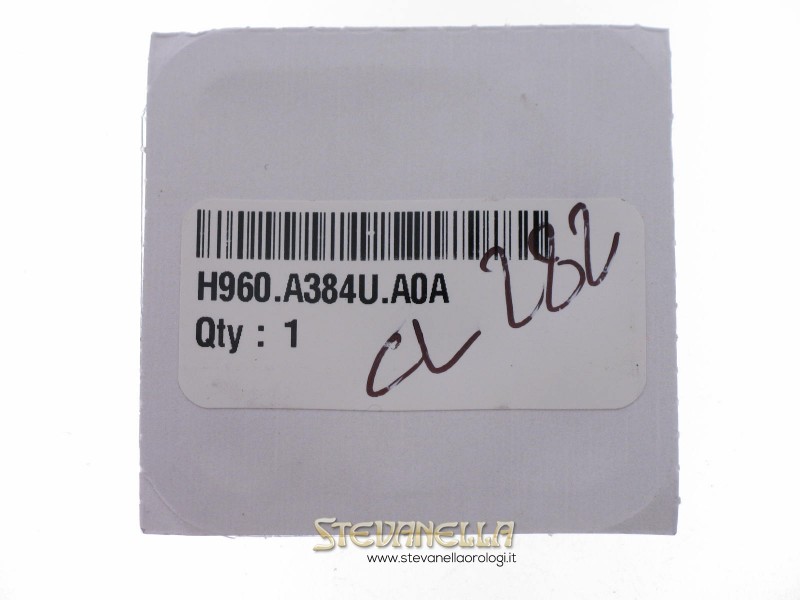 H960.A384U.A0A
Qty : 1
CL 282
STEVANELLA
www.stevanellaorologi.it